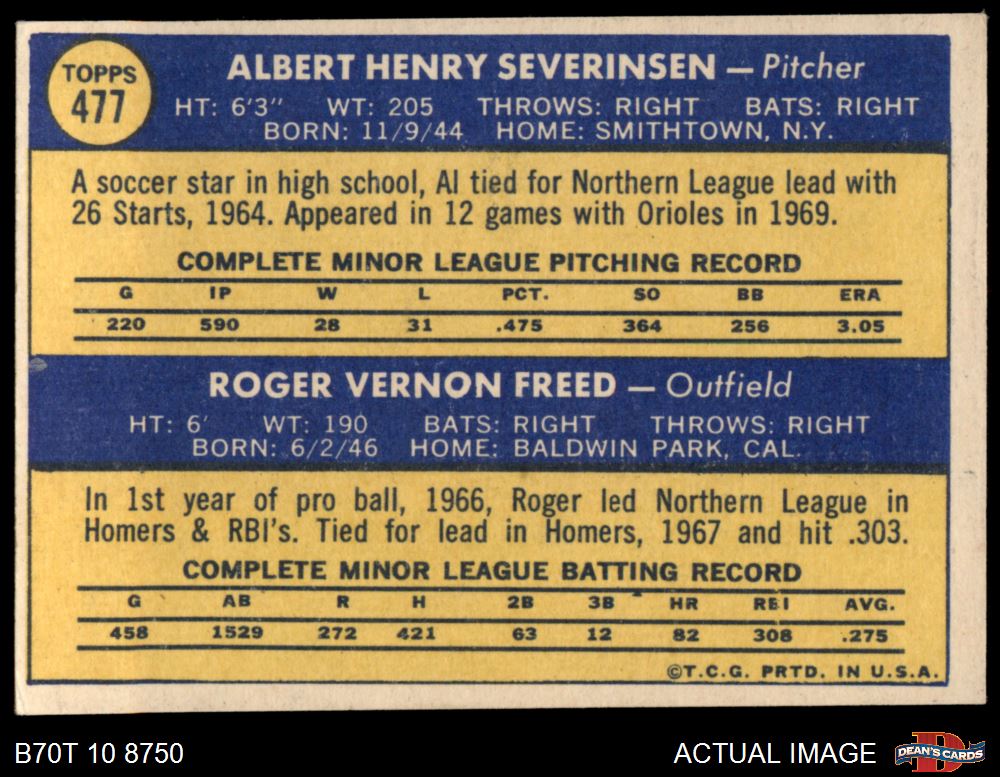 TOPPS
477
ALBERT HENRY SEVERINSEN — Pitcher
HT: 6'3" WT: 205 THROWS: RIGHT BATS: RIGHT
BORN: 11/9/44 HOME: SMITHTOWN, N.Y.
A soccer star in high school, Al tied for Northern League lead with
26 Starts, 1964. Appeared in 12 games with Orioles in 1969.
COMPLETE MINOR LEAGUE PITCHING RECORD
G IP W L PCT. SO BB ERA
220 590 28 31 .475 364 256 3.05
ROGER VERNON FREED — Outfield
HT: 6' WT: 190 BATS: RIGHT THROWS: RIGHT
BORN: 6/2/46 HOME: BALDWIN PARK, CAL.
In 1st year of pro ball, 1966, Roger led Northern League in
Homers & RBI's. Tied for lead in Homers, 1967 and hit .303.
COMPLETE MINOR LEAGUE BATTING RECORD
G AB R H 2B 3B HR RBI AVG.
458 1529 272 421 63 12 82 308 .275
©T.C.G. PRTD. IN U.S.A.
B70T 10 8750 ACTUAL IMAGE DEAN'S CARDS